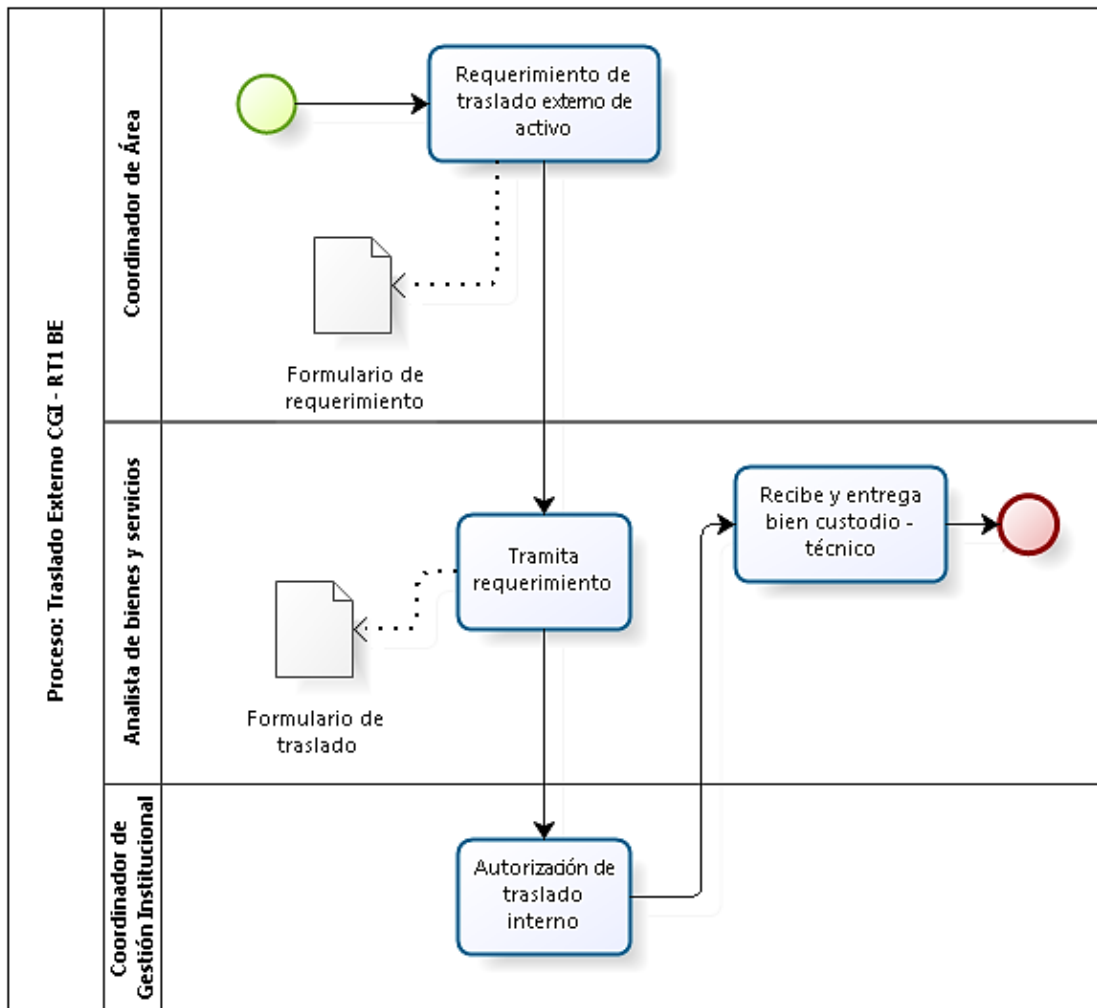 Proceso: Traslado Externo CGI - RT1 BE
Coordinador de Área
Requerimiento de
traslado externo de
activo
Formulario de
requerimiento
Analista de bienes y servicios
Tramita
requerimiento
Recibe y entrega
bien custodio -
técnico
Formulario de
traslado
Coordinador de
Gestión Institucional
Autorización de
traslado
interno